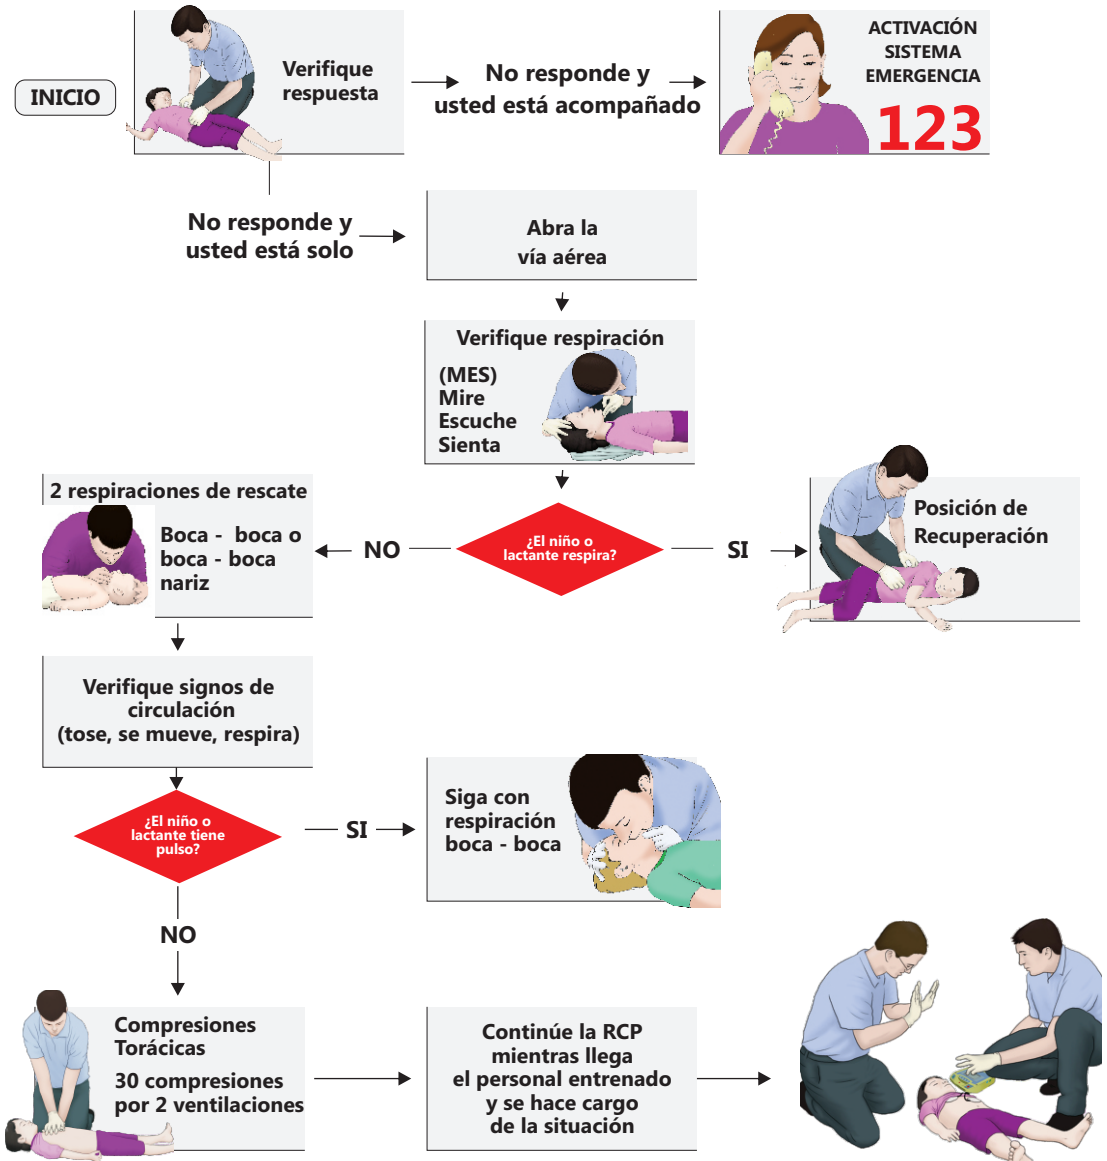 INICIO
Verifique
respuesta
No responde y
usted está acompañado
ACTIVACIÓN
SISTEMA
EMERGENCIA
123
No responde y
usted está solo
Abra la
vía aérea
Verifique respiración
(MES)
Mire
Escuche
Sienta
¿El niño o
lactante respira?
SI
Posición de
Recuperación
NO
2 respiraciones de rescate
Boca - boca o
boca - boca
nariz
Verifique signos de
circulación
(tose, se mueve, respira)
¿El niño o
lactante tiene
pulso?
SI
Siga con
respiración
boca - boca
NO
Compresiones
Torácicas
30 compresiones
por 2 ventilaciones
Continúe la RCP
mientras llega
el personal entrenado
y se hace cargo
de la situación